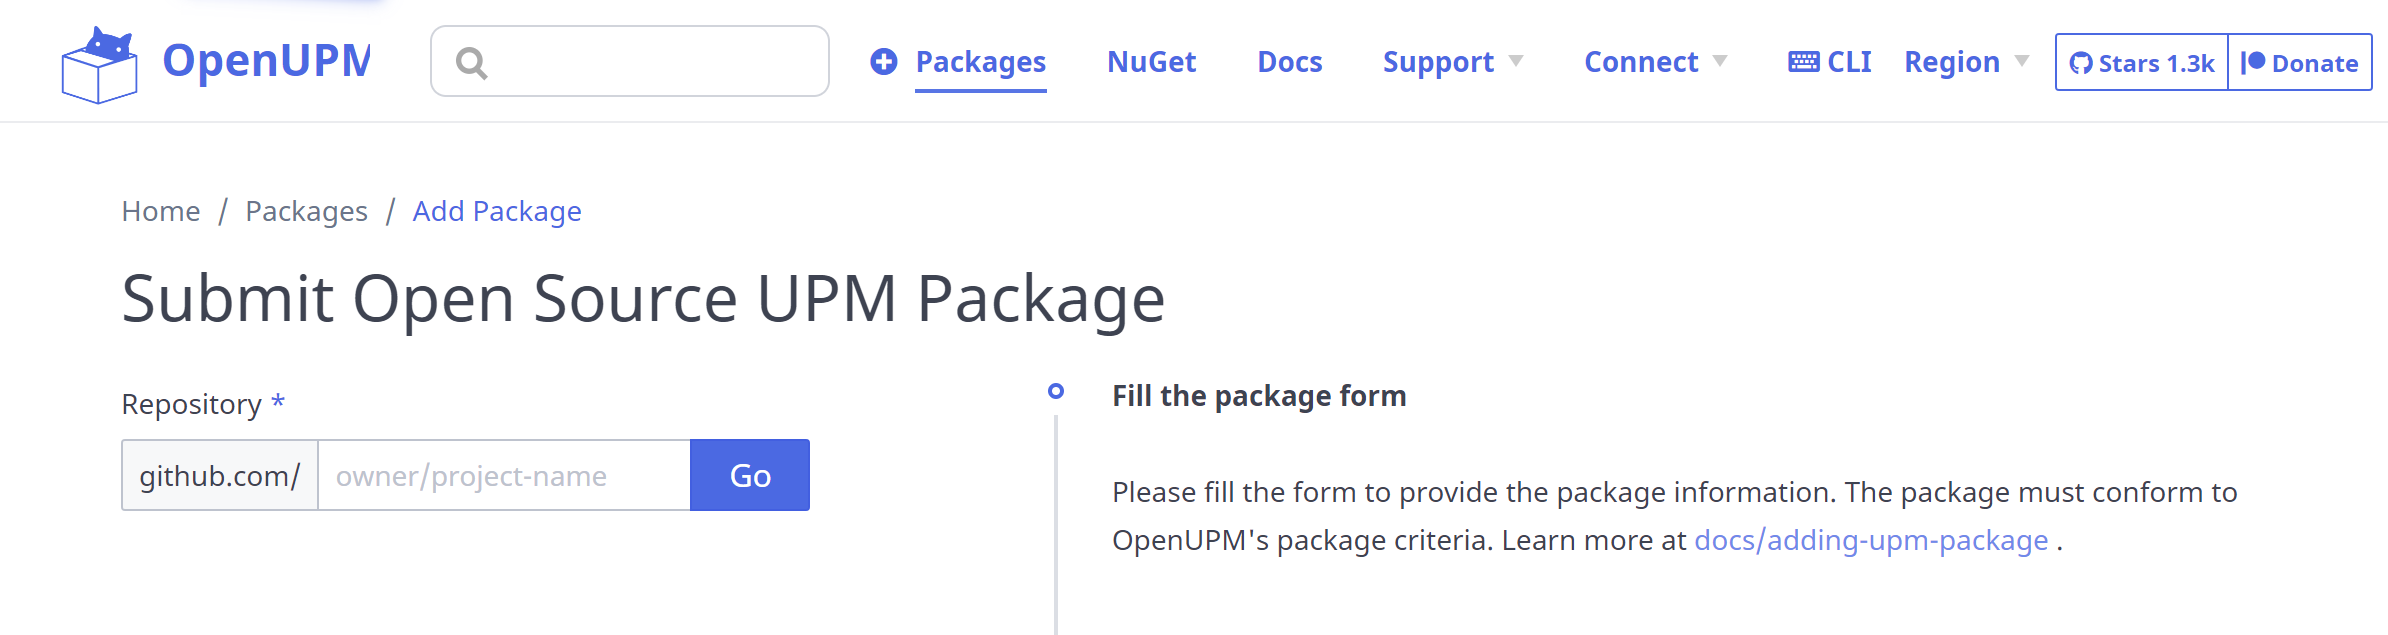 OpenUPM
Packages NuGet Docs Support Connect CLI Region Stars 1.3k Donate
Home / Packages / Add Package
Submit Open Source UPM Package
Repository *
github.com/ owner/project-name Go
Fill the package form
Please fill the form to provide the package information. The package must conform to
OpenUPM's package criteria. Learn more at docs/adding-upm-package .